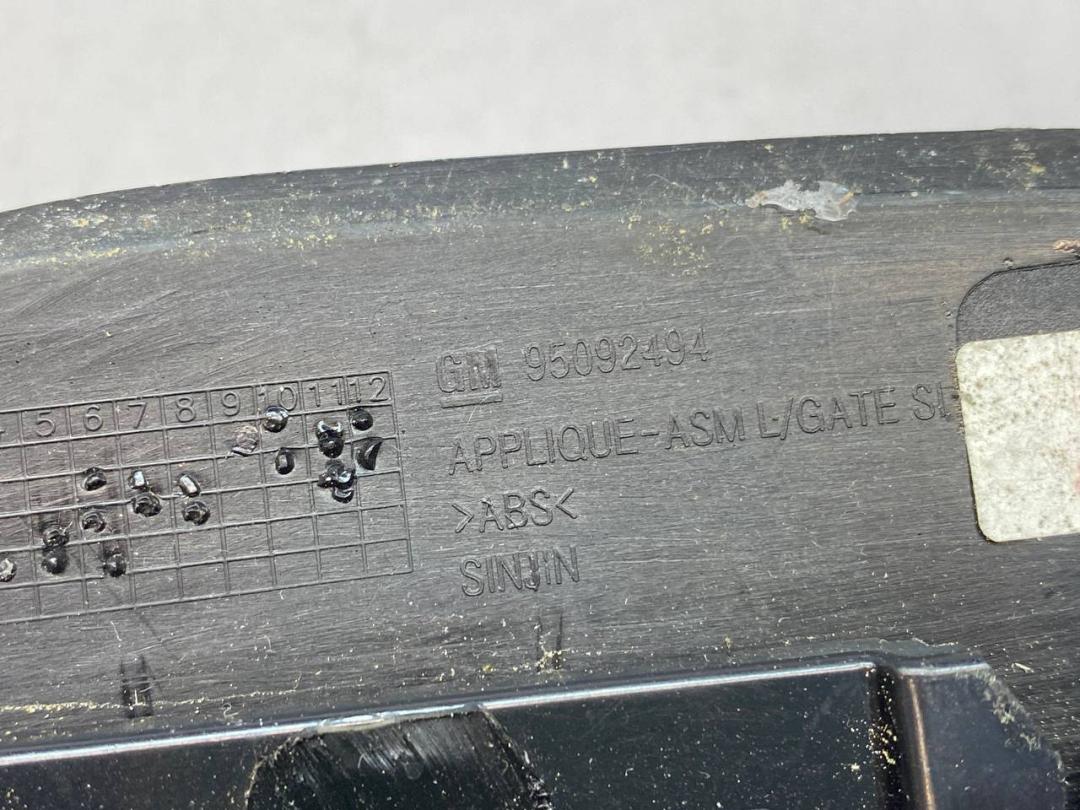 GM 95092494
APPLIQUE-ASM L/GATE
>ABS<
SINJIN
5 6 7 8 9 10 11 12